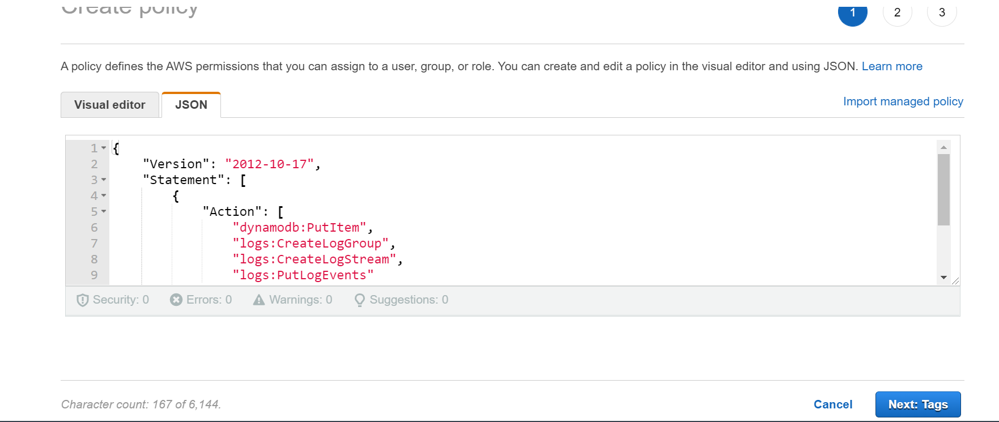 Create policy
1 2 3
A policy defines the AWS permissions that you can assign to a user, group, or role. You can create and edit a policy in the visual editor and using JSON. Learn more
Visual editor JSON
Import managed policy
1 {
2 "Version": "2012-10-17",
3 "Statement": [
4 {
5 "Action": [
6 "dynamodb:PutItem",
7 "logs:CreateLogGroup",
8 "logs:CreateLogStream",
9 "logs:PutLogEvents"
Security: 0 Errors: 0 Warnings: 0 Suggestions: 0
Character count: 167 of 6,144.
Cancel Next: Tags